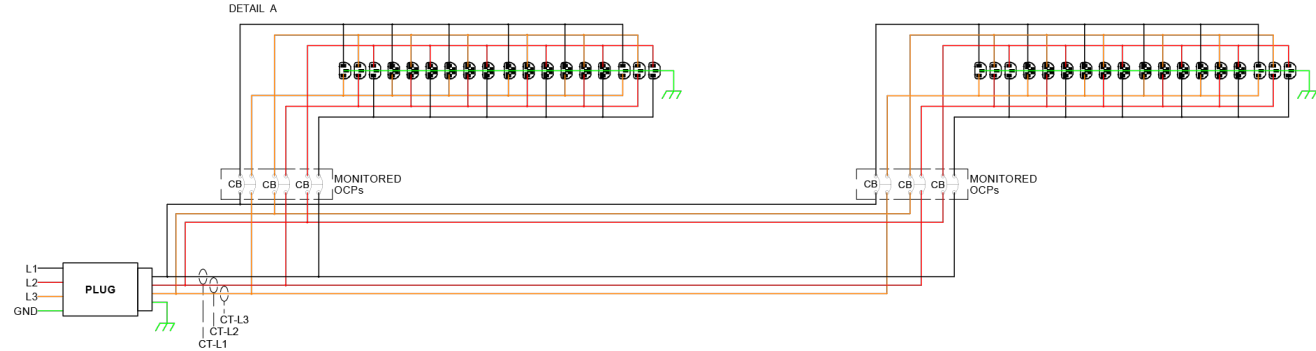 DETAIL A
CB
CB
CB
MONITORED
OCPs
CB
CB
CB
MONITORED
OCPs
L1
L2
L3
GND
PLUG
CT-L3
CT-L2
CT-L1